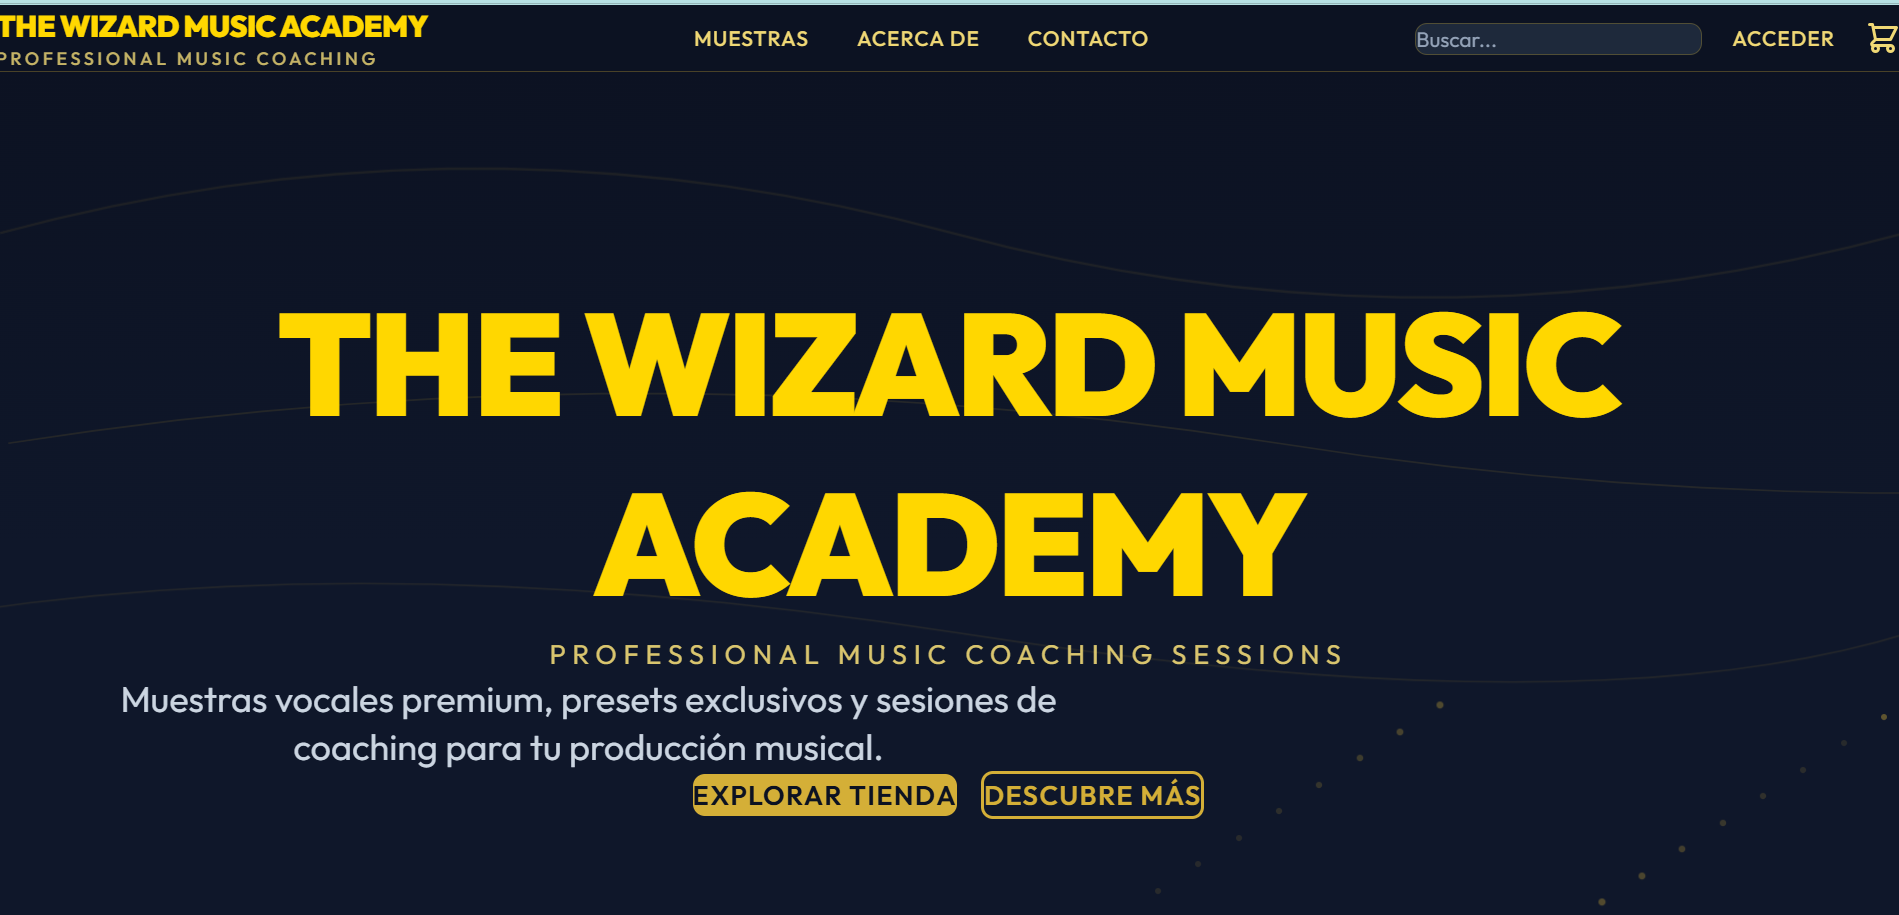 THE WIZARD MUSIC ACADEMY
PROFESSIONAL MUSIC COACHING
MUESTRAS
ACERCA DE
CONTACTO
Buscar...
ACCEDER
THE WIZARD MUSIC
ACADEMY
PROFESSIONAL MUSIC COACHING SESSIONS
Muestras vocales premium, presets exclusivos y sesiones de
coaching para tu producción musical.
EXPLORAR TIENDA
DESCUBRE MÁS